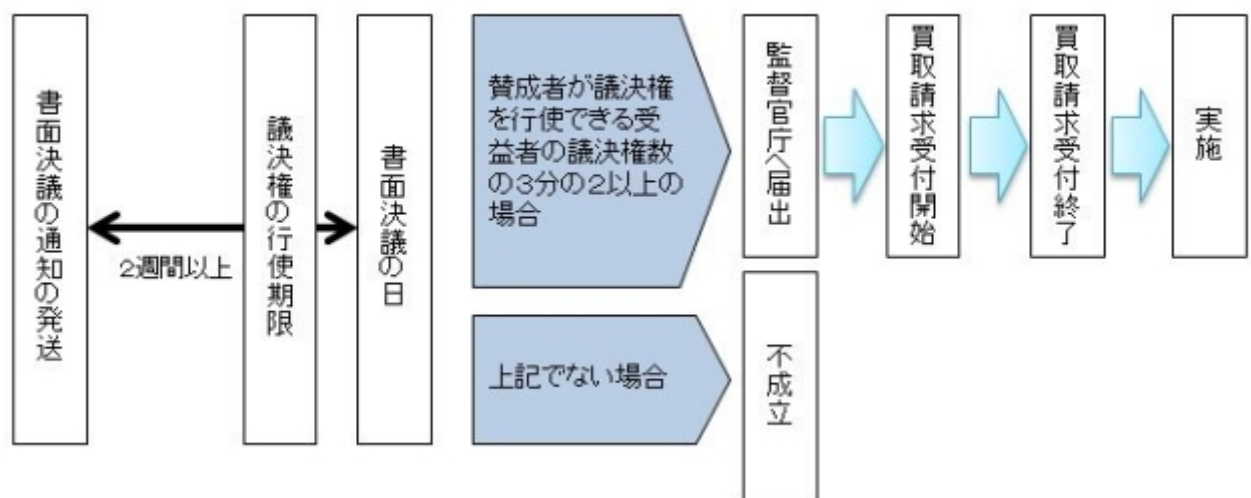 書面決議の通知の発送
2週間以上
議決権の行使期限
書面決議の日
賛成者が議決権
を行使できる受
益者の議決権数
の3分の2以上の
場合
監督官庁へ届出
買取請求受付開始
買取請求受付終了
実施
上記でない場合
不成立